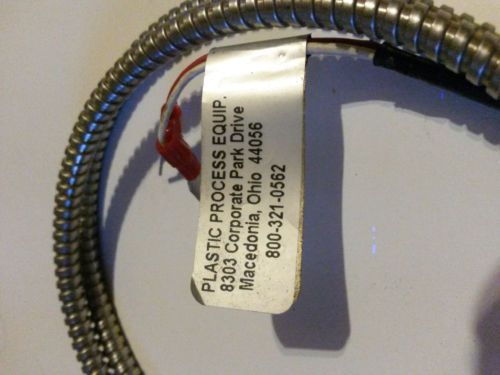 PLASTIC PROCESS EQUIP.
8303 Corporate Park Drive
Macedonia, Ohio 44056
800-321-0562